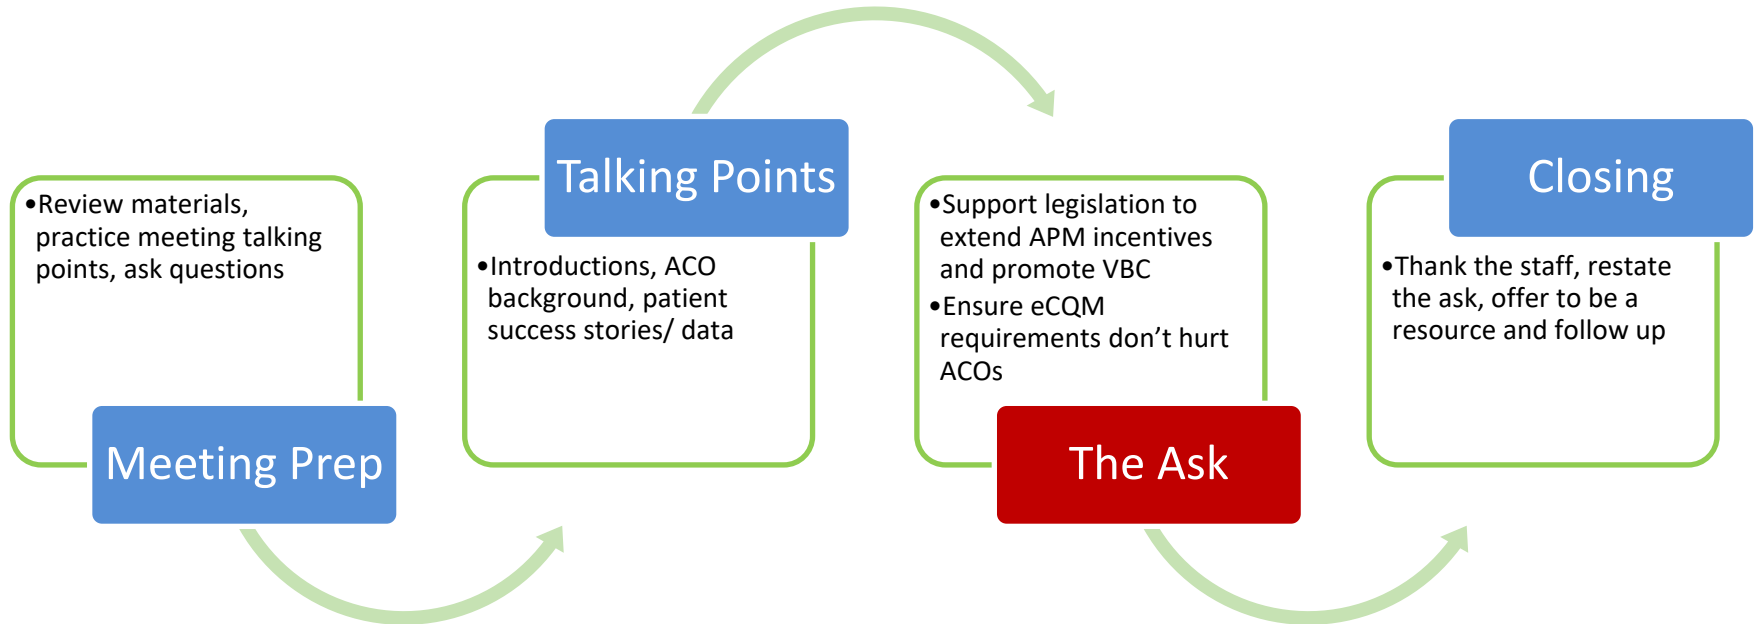 •Review materials,
practice meeting talking
points, ask questions
Meeting Prep
Talking Points
•Introductions, ACO
background, patient
success stories/ data
•Support legislation to
extend APM incentives
and promote VBC
•Ensure eCQM
requirements don’t hurt
ACOs
The Ask
Closing
•Thank the staff, restate
the ask, offer to be a
resource and follow up